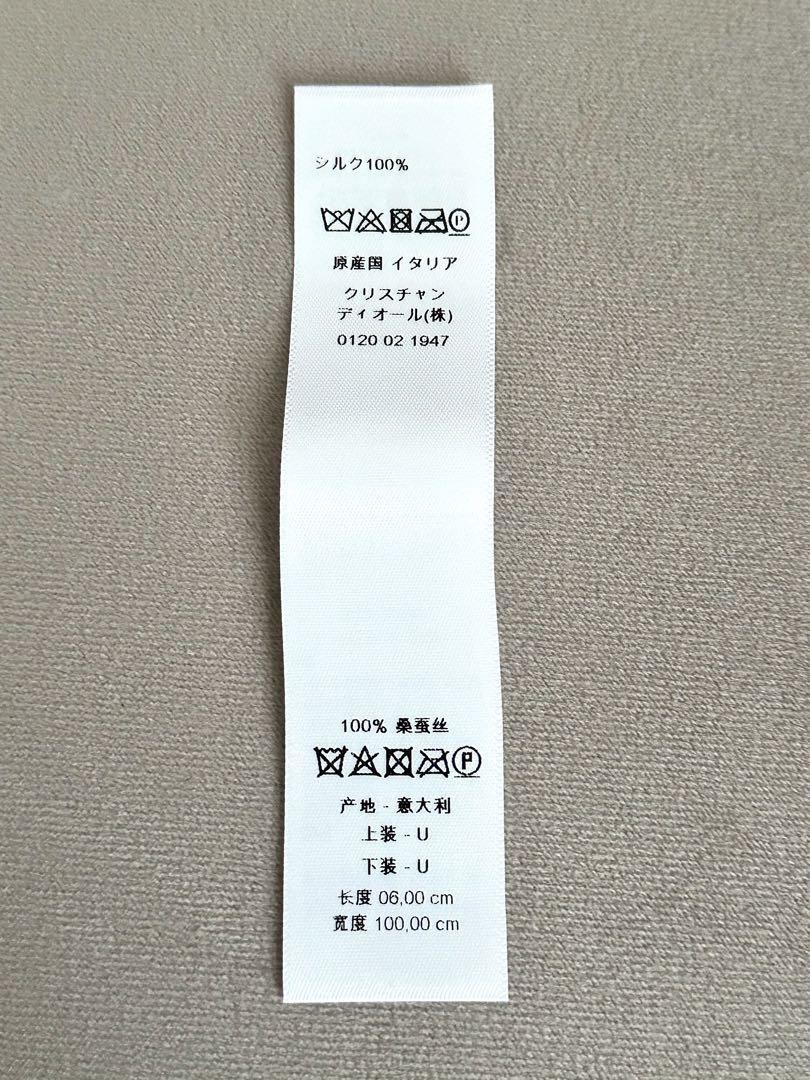 シルク100%
P
原産国 イタリア
クリスチャン
ディオール(株)
0120 02 1947
100% 桑蚕丝
P
产地 - 意大利
上装 - U
下装 - U
长度 06,00 cm
宽度 100,00 cm